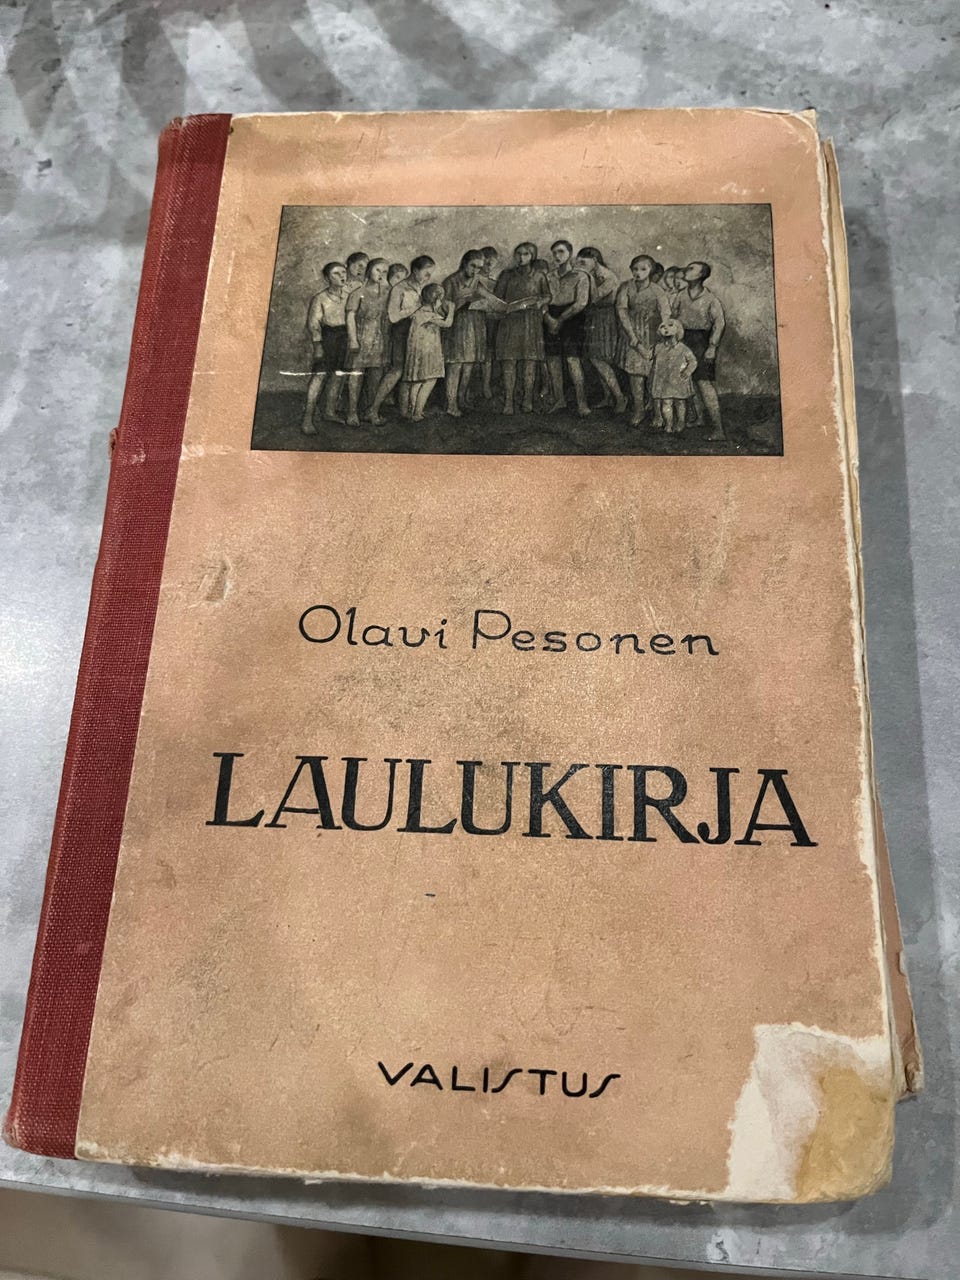 Olavi Pesonen
LAULUKIRJA
VALISTUS